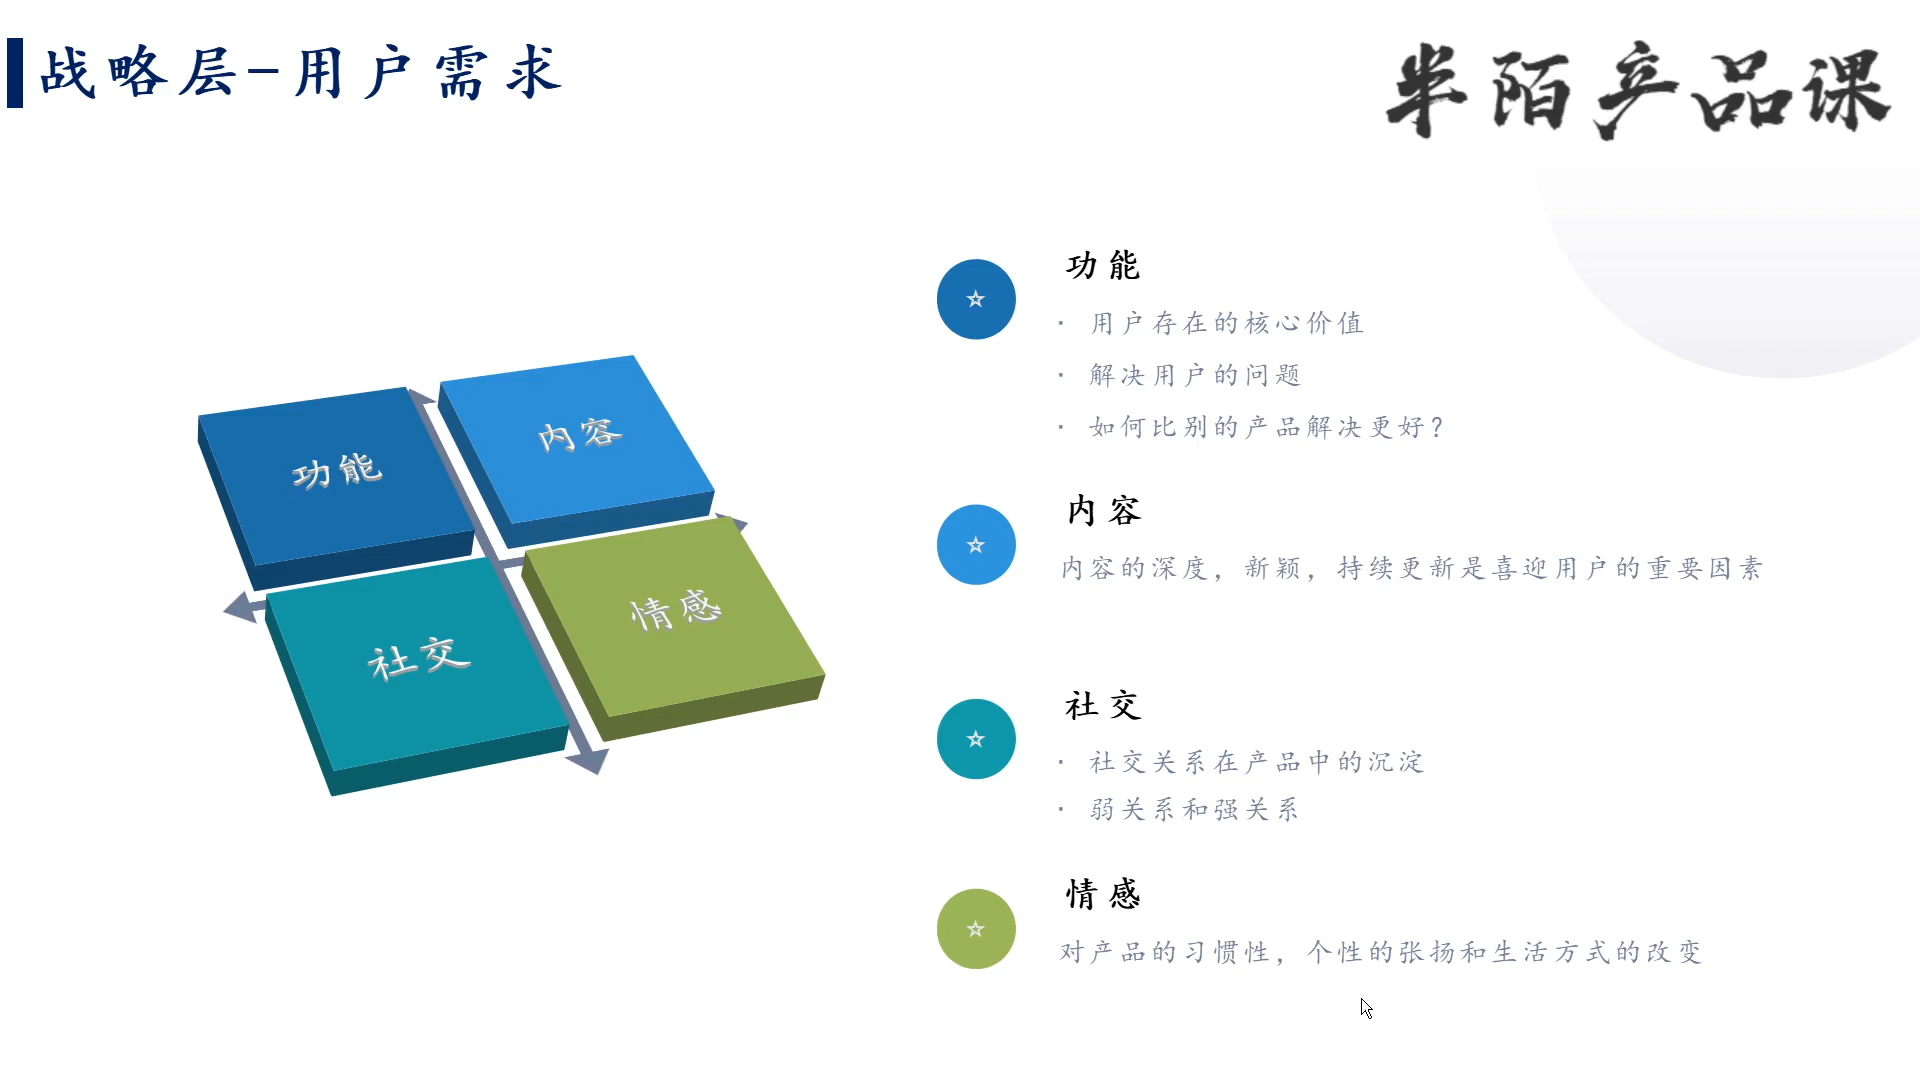 战略层-用户需求
半陌产品课
功能
内容
社交
情感
功能
· 用户存在的核心价值
· 解决用户的问题
· 如何比别的产品解决更好？
内容
内容的深度，新颖，持续更新是喜迎用户的重要因素
社交
· 社交关系在产品中的沉淀
· 弱关系和强关系
情感
对产品的习惯性，个性的张扬和生活方式的改变